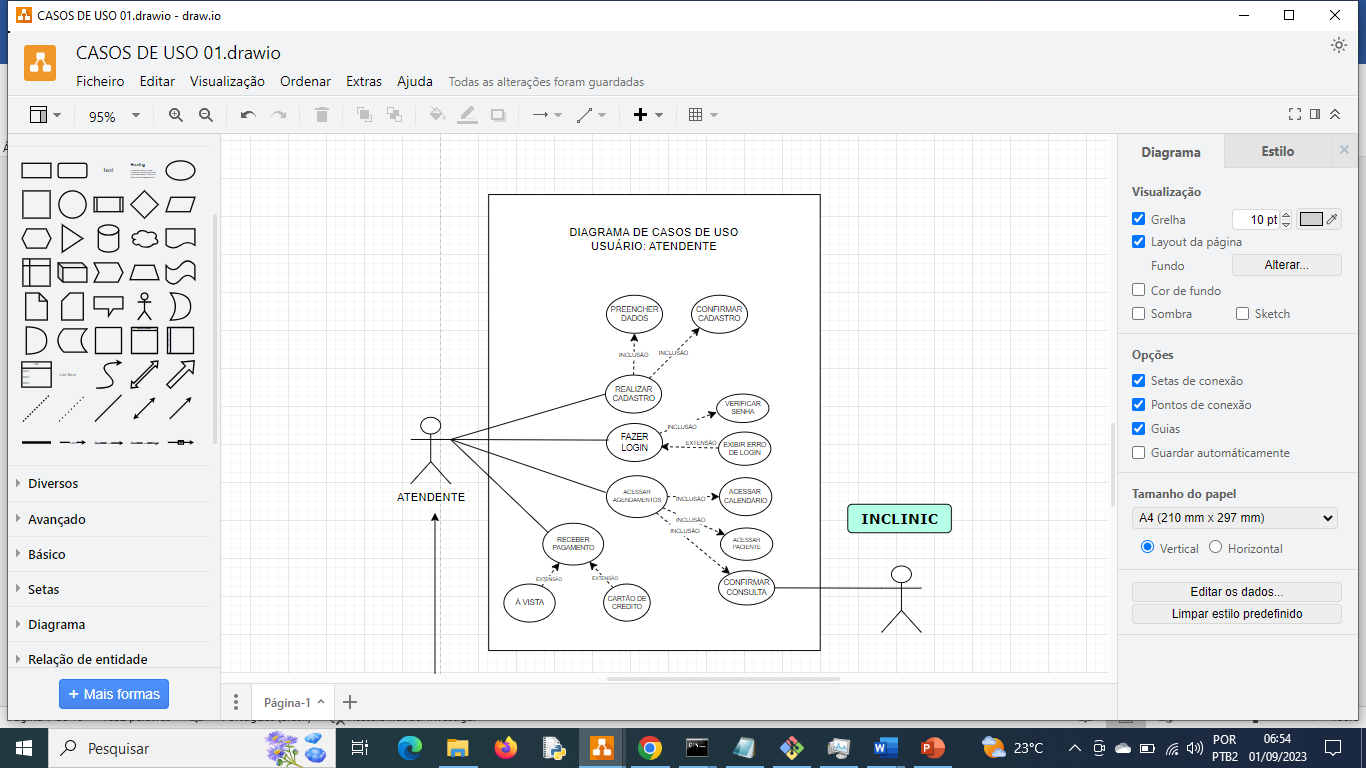 CASOS DE USO 01.drawio - draw.io
CASOS DE USO 01.drawio
Ficheiro Editar Visualização Ordenar Extras Ajuda Todas as alterações foram guardadas
95%
Text
Heading
List Item
Diversos
Avançado
Básico
Setas
Diagrama
Relação de entidade
+ Mais formas
DIAGRAMA DE CASOS DE USO
USUÁRIO: ATENDENTE
PREENCHER
DADOS
CONFIRMAR
CADASTRO
INCLUSÃO
INCLUSÃO
REALIZAR
CADASTRO
VERIFICAR
SENHA
INCLUSÃO
FAZER
LOGIN
EXTENSÃO
EXIBIR ERRO
DE LOGIN
ATENDENTE
ACESSAR
AGENDAMENTOS
INCLUSÃO
ACESSAR
CALENDÁRIO
INCLUSÃO
INCLUSÃO
ACESSAR
PACIENTE
RECEBER
PAGAMENTO
EXTENSÃO
EXTENSÃO
CONFIRMAR
CONSULTA
À VISTA
CARTÃO DE
CRÉDITO
INCLINIC
Página-1
Diagrama Estilo
Visualização
Grelha 10 pt
Layout da página
Fundo Alterar...
Cor de fundo
Sombra Sketch
Opções
Setas de conexão
Pontos de conexão
Guias
Guardar automáticamente
Tamanho do papel
A4 (210 mm x 297 mm)
Vertical Horizontal
Editar os dados...
Limpar estilo predefinido
Pesquisar
23°C
POR
PTB2
06:54
01/09/2023